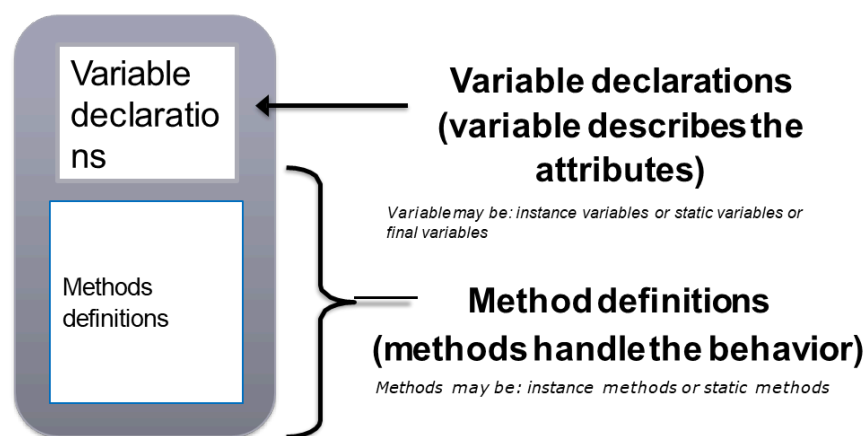 Variable
declaratio
ns
Variable declarations
(variable describes the
attributes)
Variable may be: instance variables or static variables or
final variables
Methods
definitions
Method definitions
(methods handle the behavior)
Methods may be: instance methods or static methods